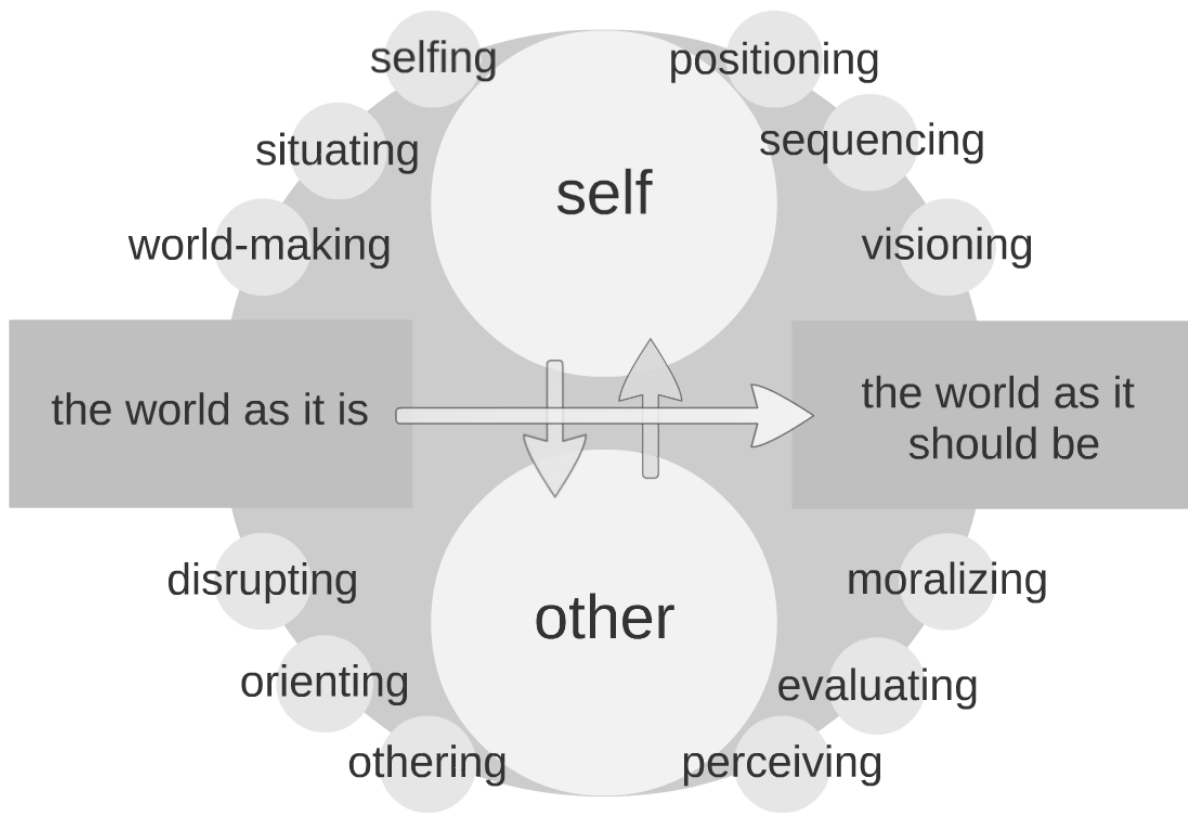 selfing
positioning
situating
sequencing
self
world-making
visioning
the world as it is
the world as it
should be
disrupting
moralizing
other
orienting
evaluating
othering
perceiving